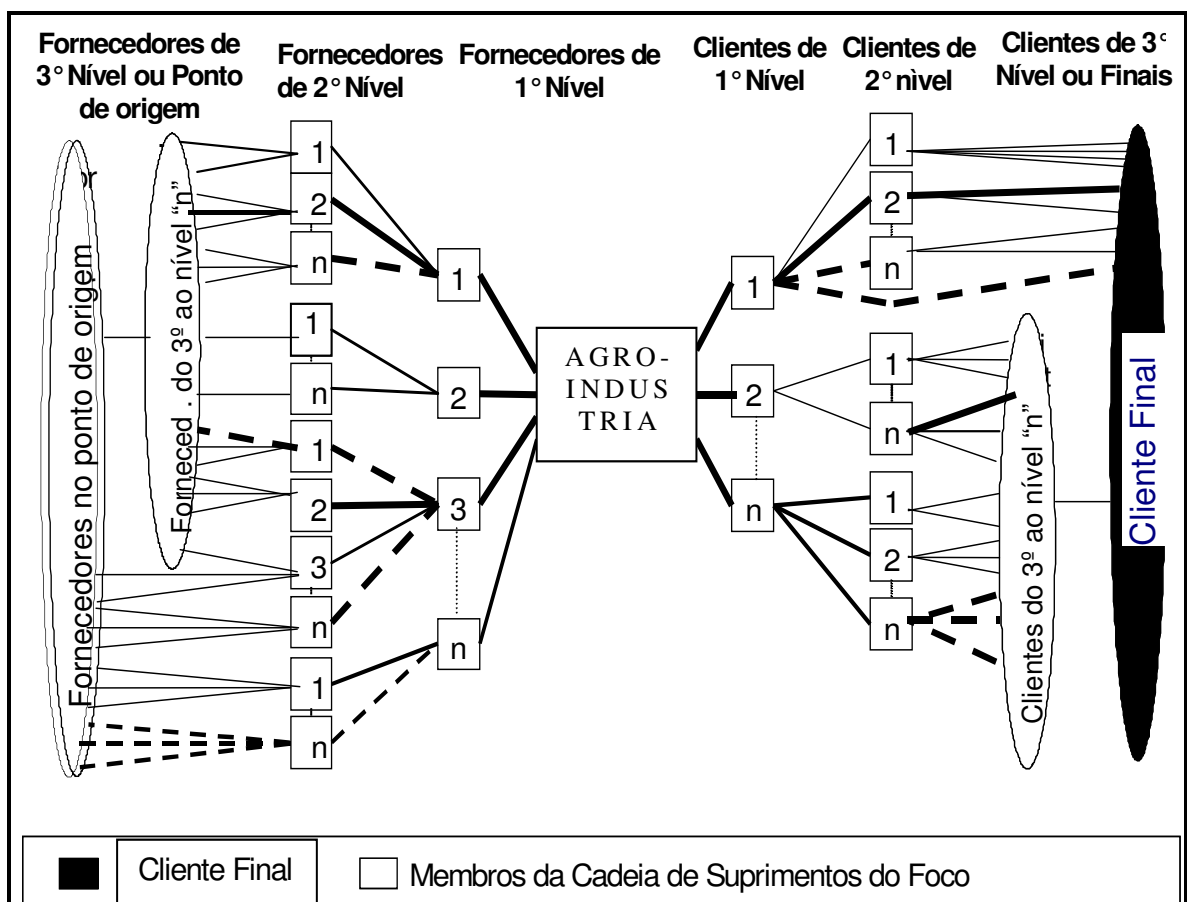 Fornecedores de
3° Nível ou Ponto
de origem
Fornecedores
de 2° Nível
Fornecedores de
1° Nível
Clientes de
1° Nível
Clientes de
2° nìvel
Clientes de 3°
Nível ou Finais
Fornecedores no ponto de origem
Forneced . do 3º ao nível “n”
1
2
n
1
n
1
2
3
n
1
n
1
2
3
n
AGRO-
INDUS
TRIA
1
2
n
1
2
n
1
n
1
2
n
Clientes do 3º ao nível “n”
Cliente Final
Cliente Final
Membros da Cadeia de Suprimentos do Foco